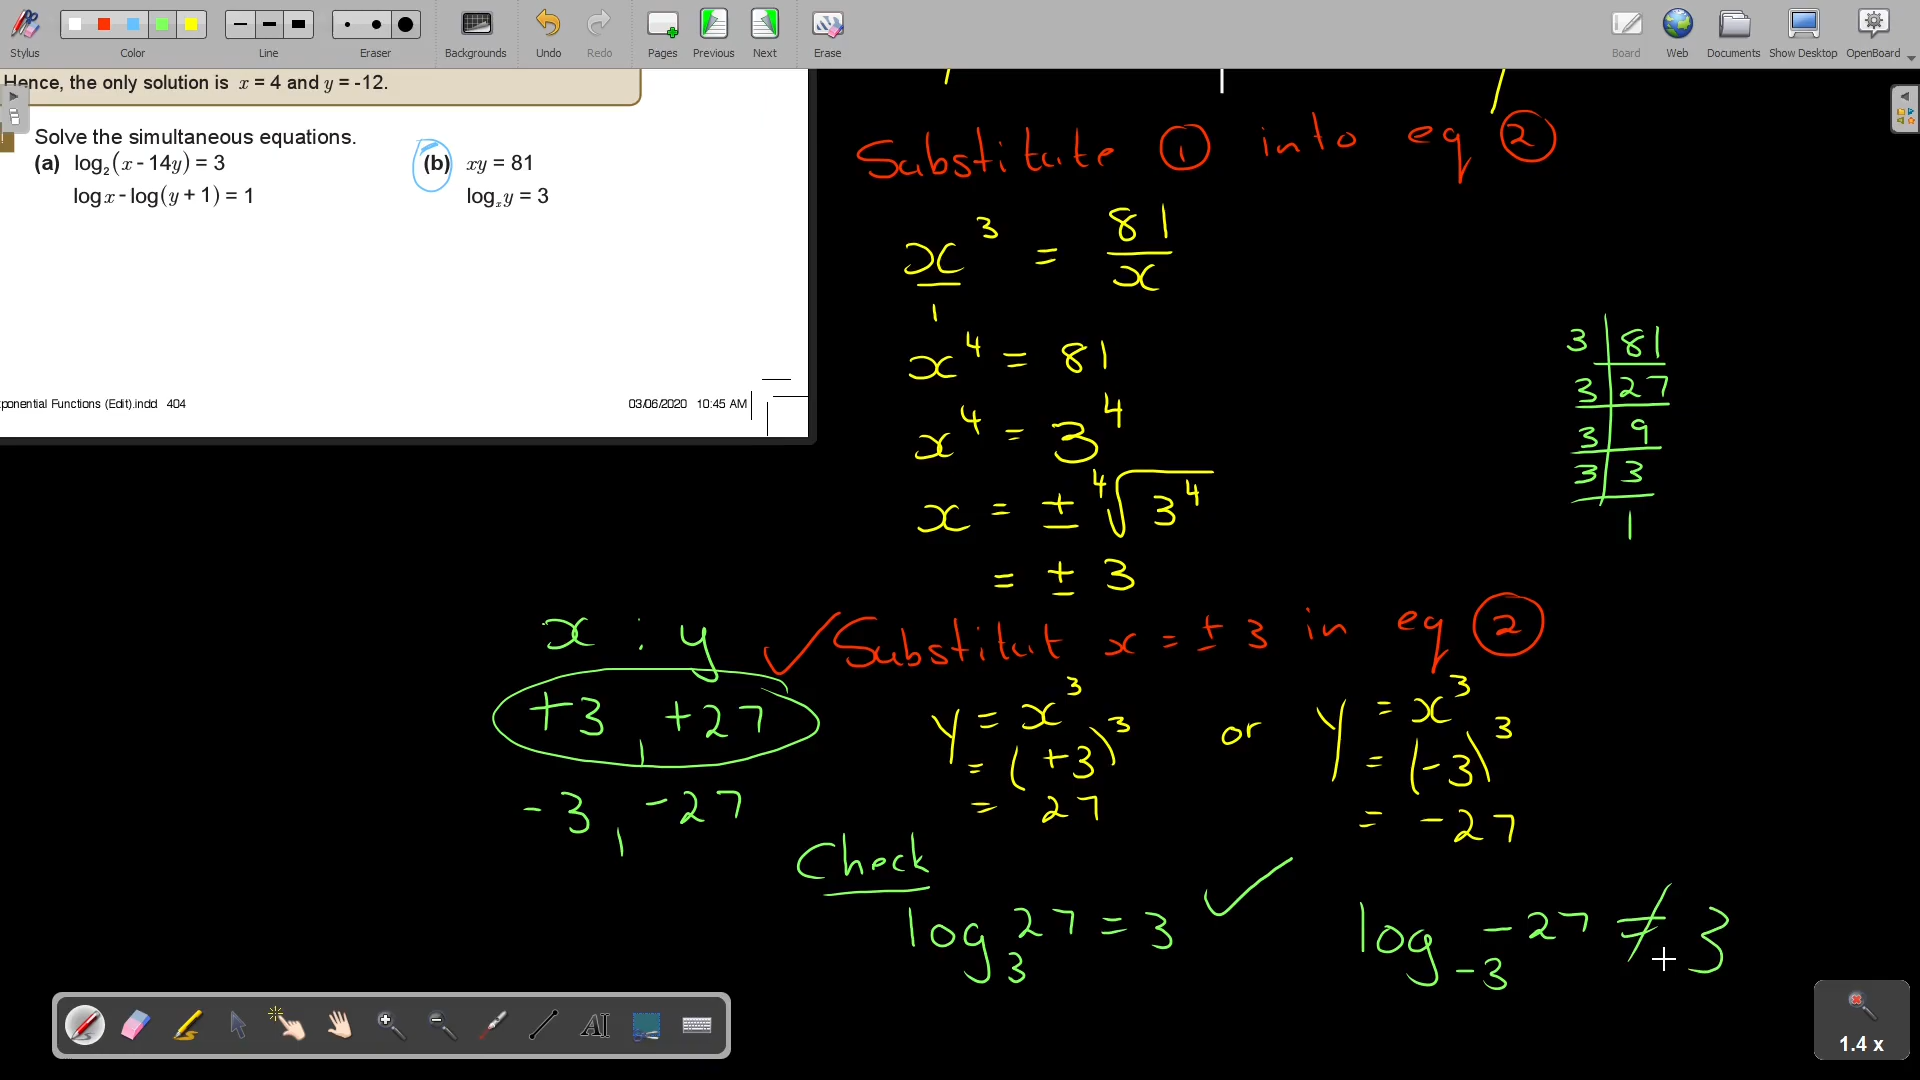 Stylus Color Line Eraser Backgrounds Undo Redo Pages Previous Next Erase Board Web Documents Show Desktop OpenBoard
Hence, the only solution is x = 4 and y = -12.
Solve the simultaneous equations.
(a) log₂(x - 14y) = 3
log x - log(y + 1) = 1
(b) xy = 81
logₓy = 3
ponential Functions (Edit).indd 404
03/06/2020 10:45 AM
Substitute ① into eq ②
x³/1 = 81/x
x⁴ = 81
x⁴ = 3⁴
x = ± ⁴√3⁴
= ± 3
3 | 81
3 | 27
3 | 9
3 | 3
1
✓ Substitut x = ± 3 in eq ②
x : y
+3 , +27
-3 , -27
y = x³ or y = x³
= (+3)³ = (-3)³
= 27 = -27
Check
log₃ 27 = 3 ✓
log₋₃ -27 ≠ 3
AI
1.4 x